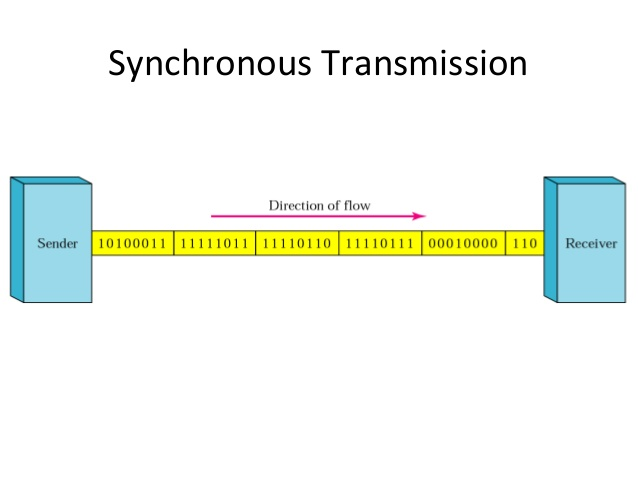 Synchronous Transmission
Direction of flow
Sender 10100011 11111011 11110110 11110111 00010000 110 Receiver